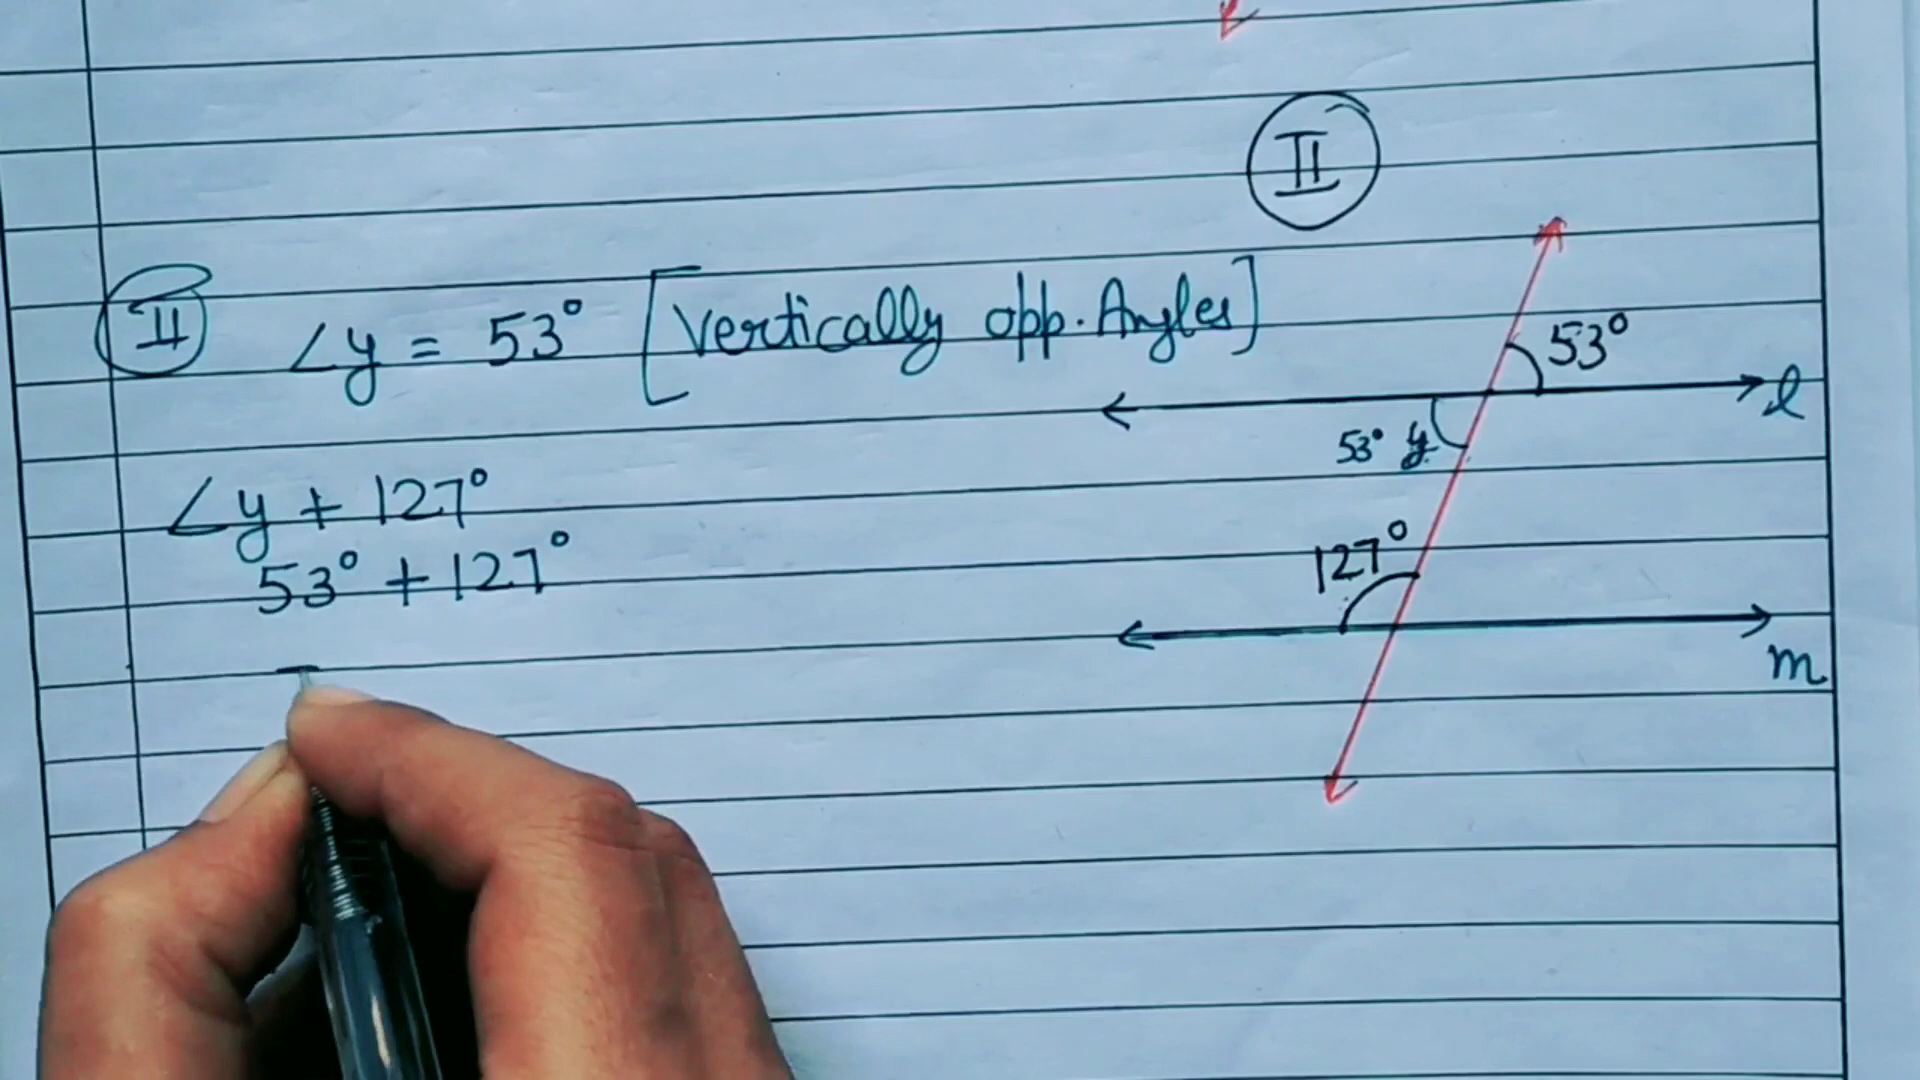 II
II ∠y = 53° [Vertically opp. Angles]
53°
l
53° y
∠y + 127°
53° + 127°
127°
m